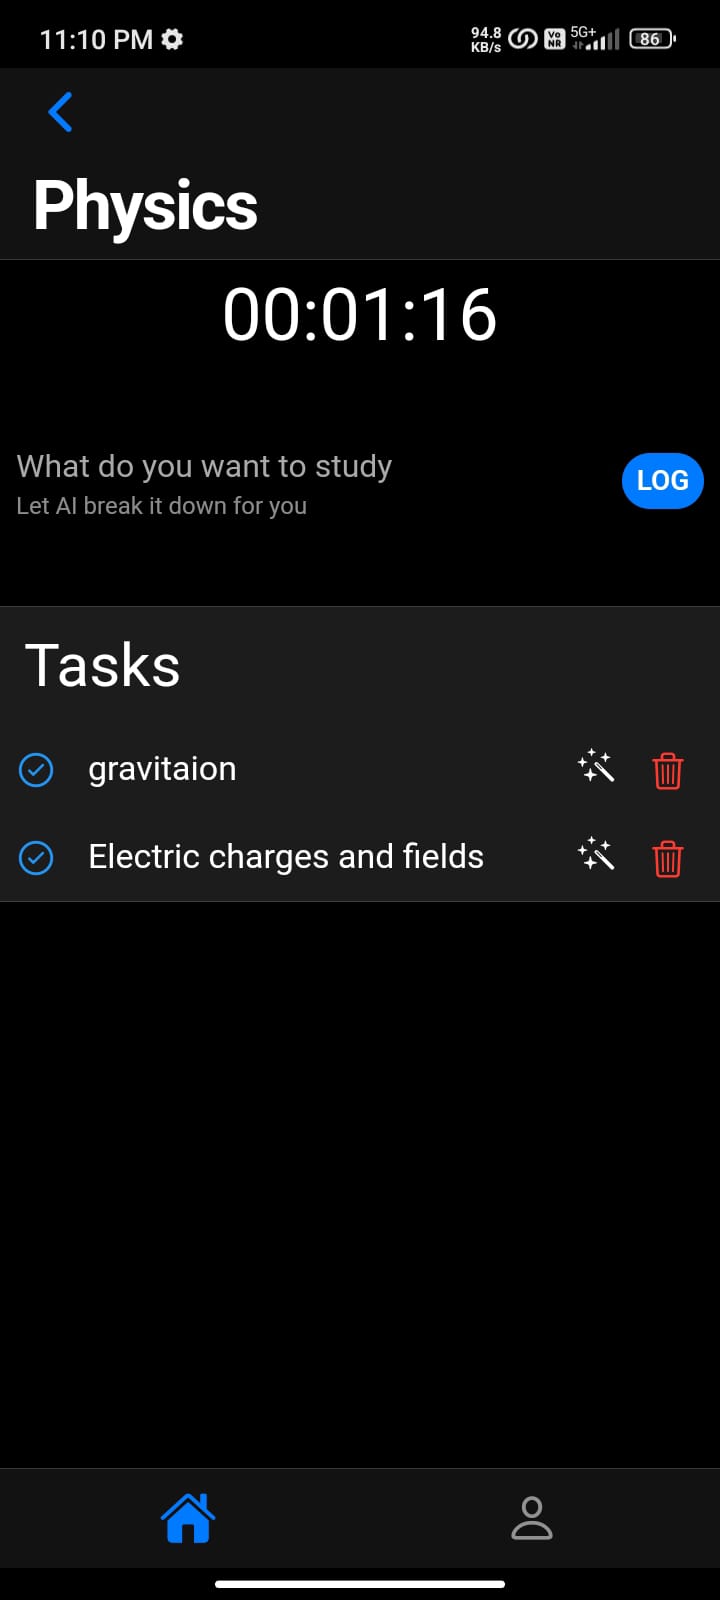 11:10 PM
94.8
KB/s
Vo
NR
5G+
86
Physics
00:01:16
What do you want to study
Let AI break it down for you
LOG
Tasks
gravitaion
Electric charges and fields